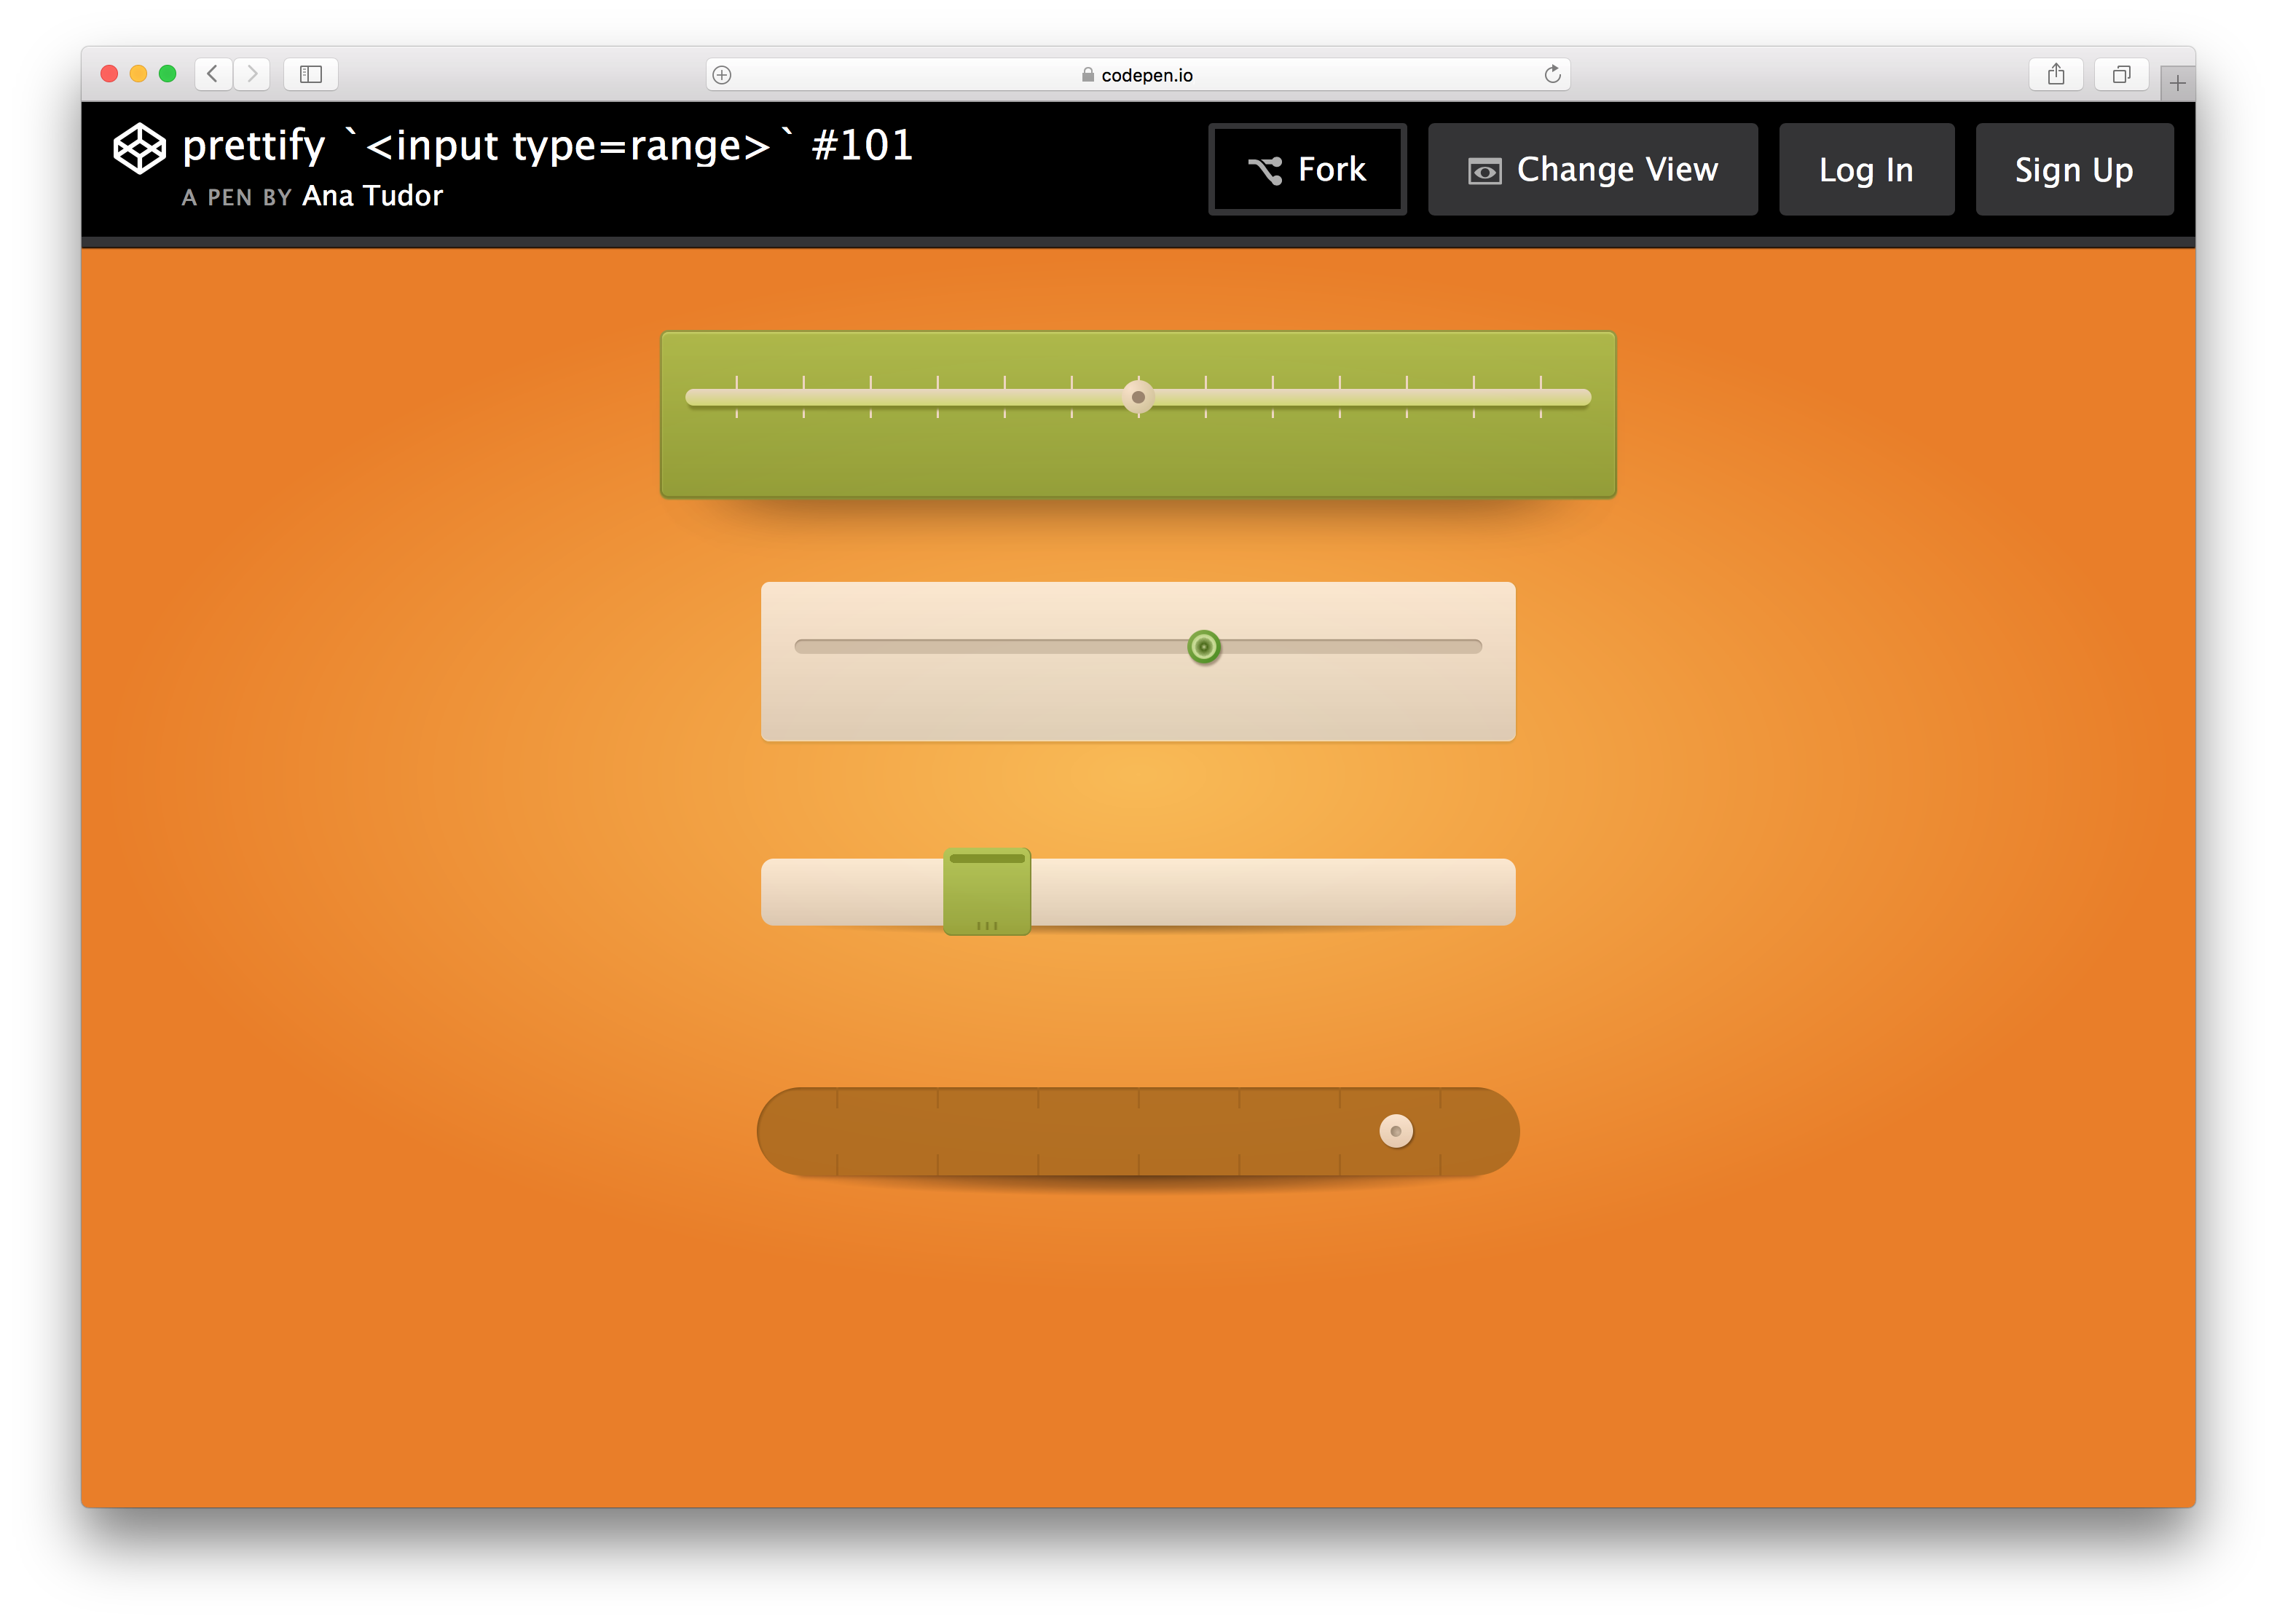 codepen.io
prettify `<input type=range>` #101
A PEN BY Ana Tudor
Fork
Change View
Log In
Sign Up